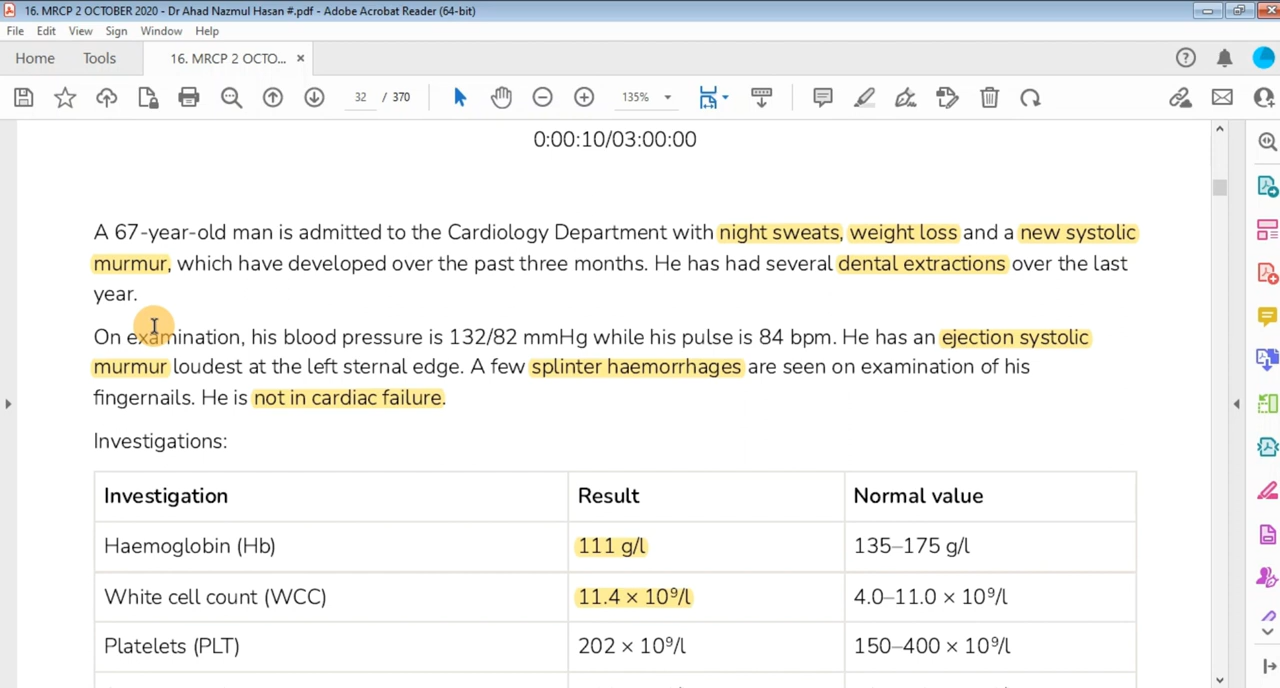 16. MRCP 2 OCTOBER 2020 - Dr Ahad Nazmul Hasan #.pdf - Adobe Acrobat Reader (64-bit)
File Edit View Sign Window Help
Home Tools 16. MRCP 2 OCTO... ×
32 / 370 135%
0:00:10/03:00:00
A 67-year-old man is admitted to the Cardiology Department with night sweats, weight loss and a new systolic
murmur, which have developed over the past three months. He has had several dental extractions over the last
year.
On examination, his blood pressure is 132/82 mmHg while his pulse is 84 bpm. He has an ejection systolic
murmur loudest at the left sternal edge. A few splinter haemorrhages are seen on examination of his
fingernails. He is not in cardiac failure.
Investigations:
Investigation Result Normal value
Haemoglobin (Hb) 111 g/l 135–175 g/l
White cell count (WCC) 11.4 × 10⁹/l 4.0–11.0 × 10⁹/l
Platelets (PLT) 202 × 10⁹/l 150–400 × 10⁹/l